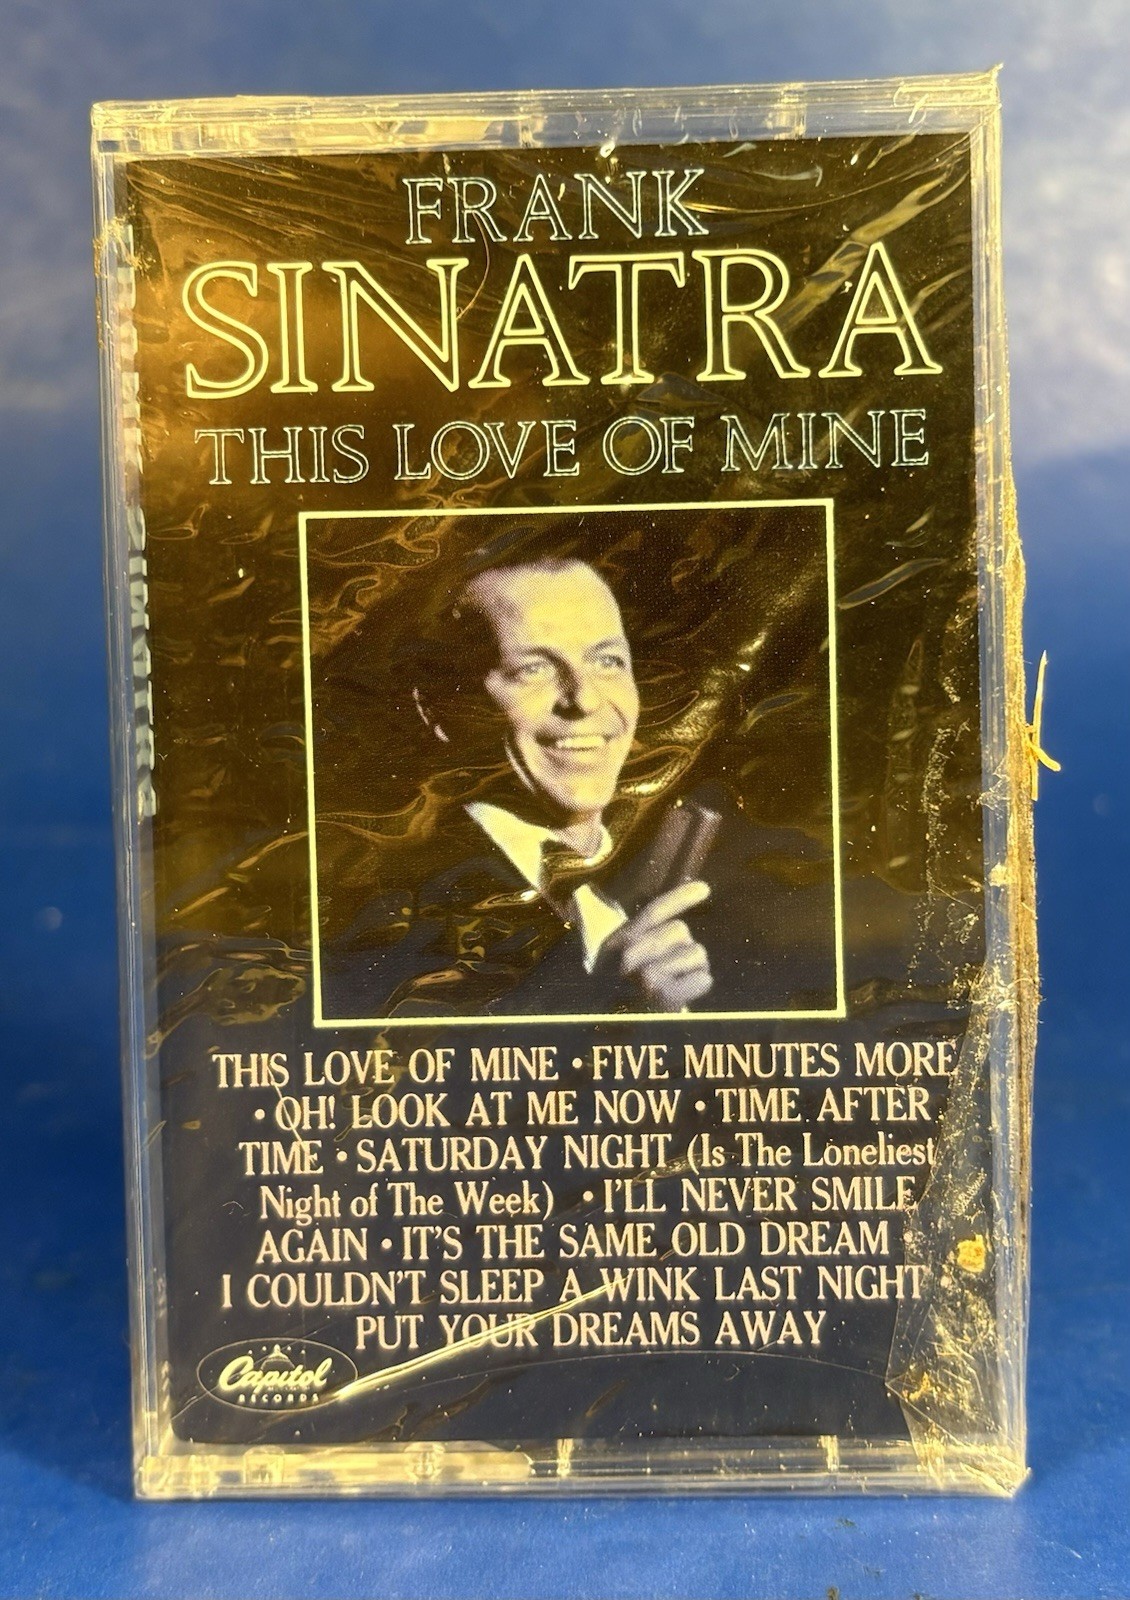 FRANK
SINATRA
THIS LOVE OF MINE
THIS LOVE OF MINE • FIVE MINUTES MORE
• OH! LOOK AT ME NOW • TIME AFTER
TIME • SATURDAY NIGHT (Is The Loneliest
Night of The Week) • I'LL NEVER SMILE
AGAIN • IT'S THE SAME OLD DREAM
I COULDN'T SLEEP A WINK LAST NIGHT
PUT YOUR DREAMS AWAY
Capitol
RECORDS